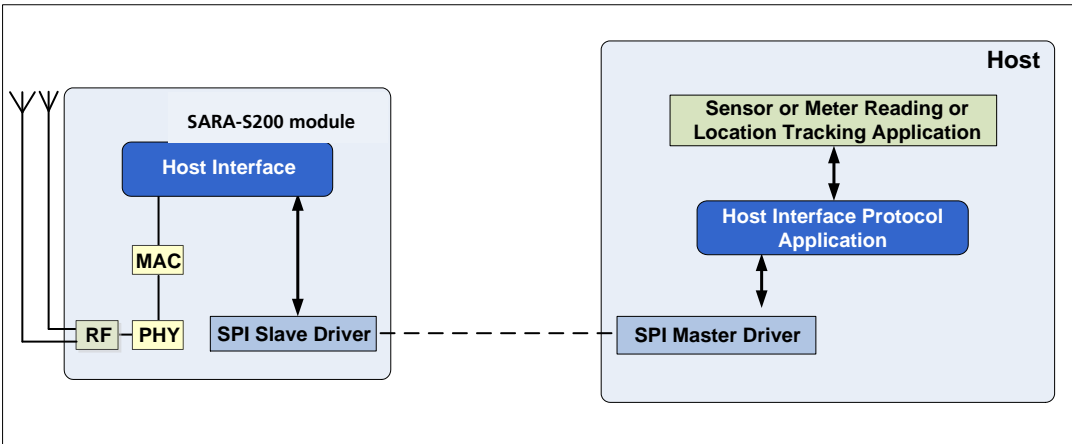 Host
Sensor or Meter Reading or
Location Tracking Application
SARA-S200 module
Host Interface
Host Interface Protocol
Application
MAC
RF
PHY
SPI Slave Driver
SPI Master Driver